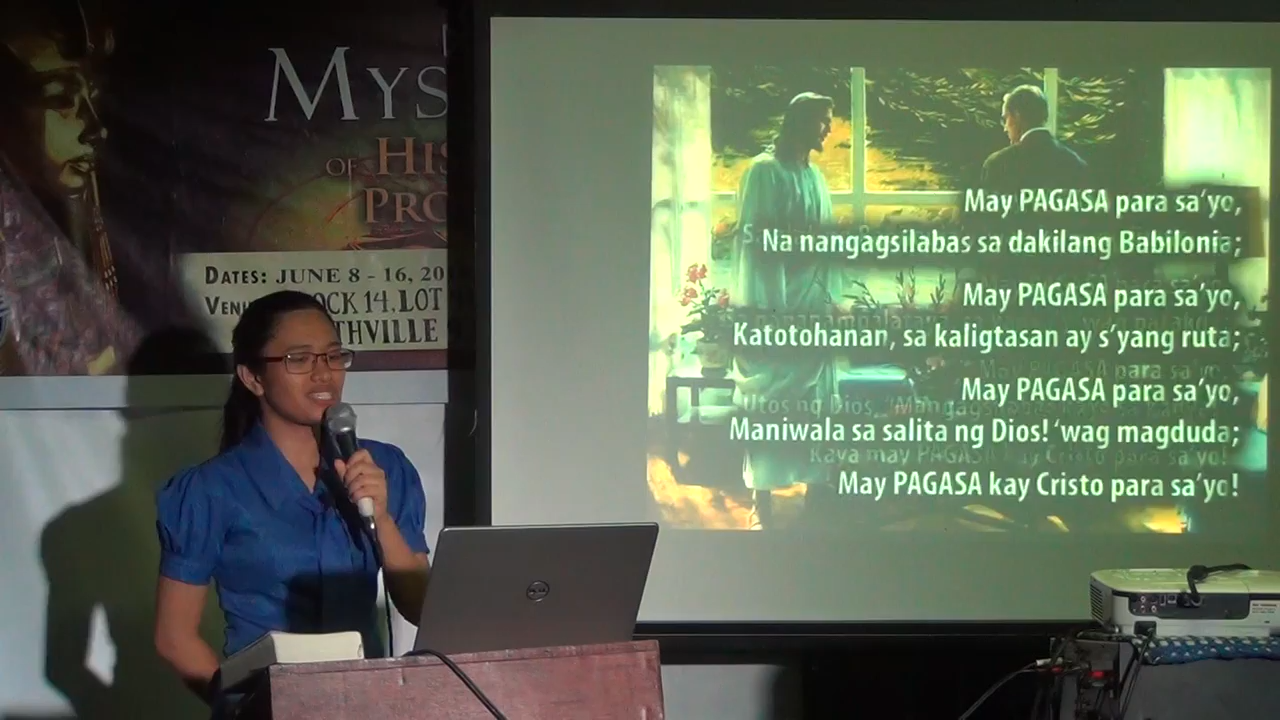 MYS
OF HIS
PRO
DATES: JUNE 8 - 16, 20
OCK 14, LOT
THVILLE
May PAGASA para sa'yo,
Na nangagsilabas sa dakilang Babilonia;
May PAGASA para sa'yo,
Katotohanan, sa kaligtasan ay s'yang ruta;
May PAGASA para sa'yo,
Maniwala sa salita ng Dios! 'wag magduda;
May PAGASA kay Cristo para sa'yo!
DELL